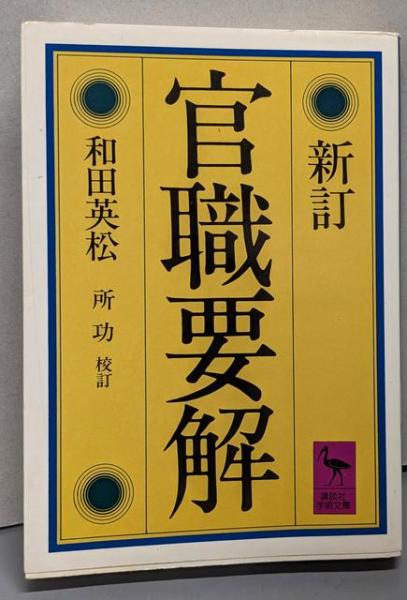 新訂
官職要解
和田英松
所功 校訂
講談社
学術文庫